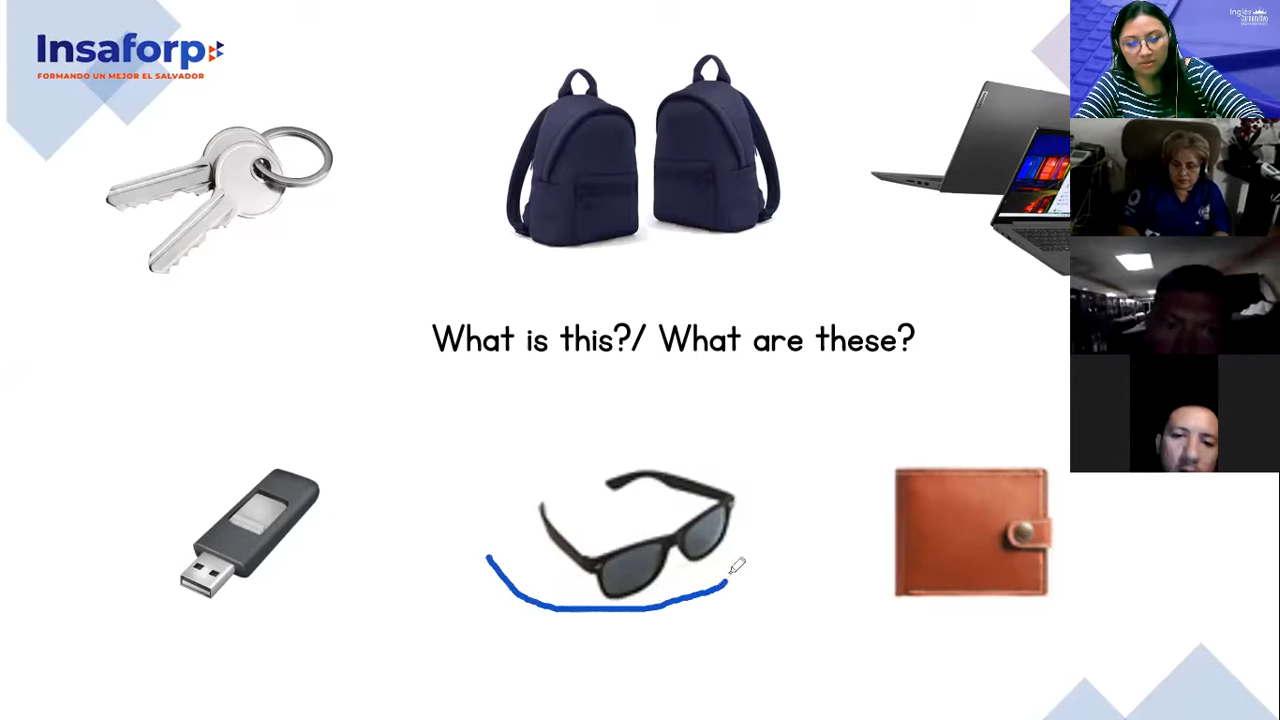 Insaforp
FORMANDO UN MEJOR EL SALVADOR
What is this?/ What are these?